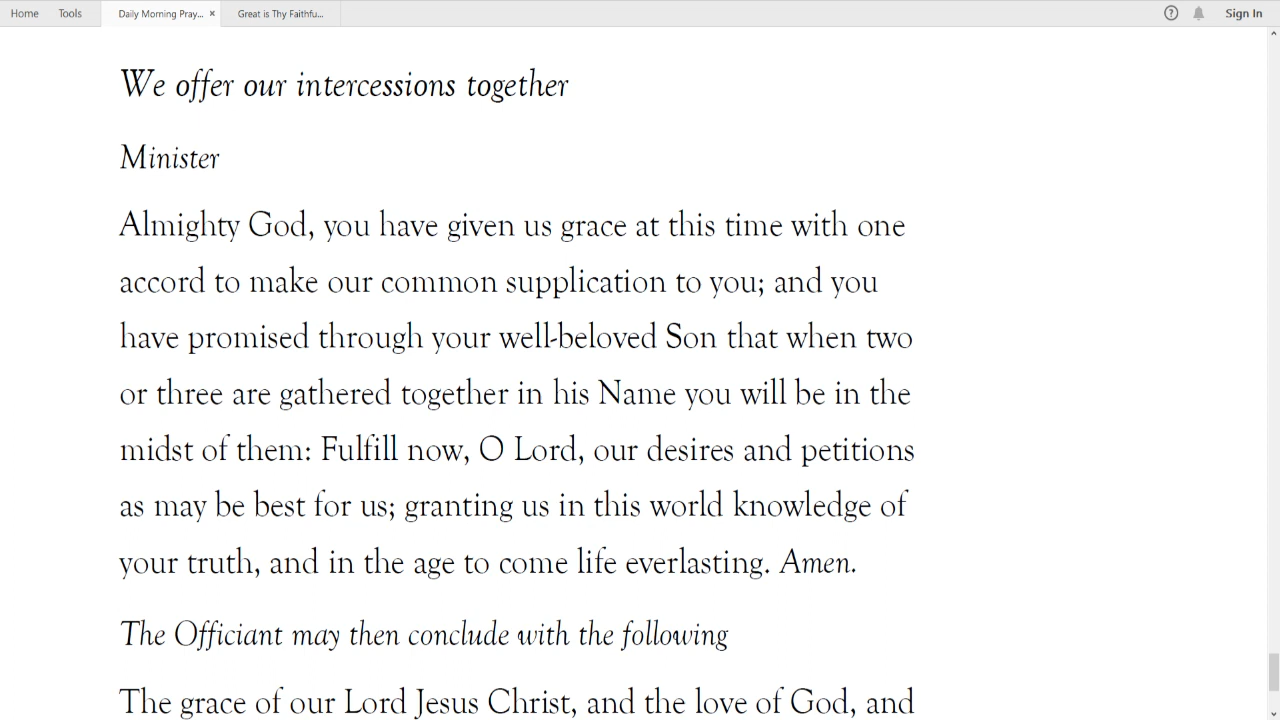 Home Tools Daily Morning Pray... × Great is Thy Faithfu... Sign In
We offer our intercessions together
Minister
Almighty God, you have given us grace at this time with one
accord to make our common supplication to you; and you
have promised through your well-beloved Son that when two
or three are gathered together in his Name you will be in the
midst of them: Fulfill now, O Lord, our desires and petitions
as may be best for us; granting us in this world knowledge of
your truth, and in the age to come life everlasting. Amen.
The Officiant may then conclude with the following
The grace of our Lord Jesus Christ, and the love of God, and